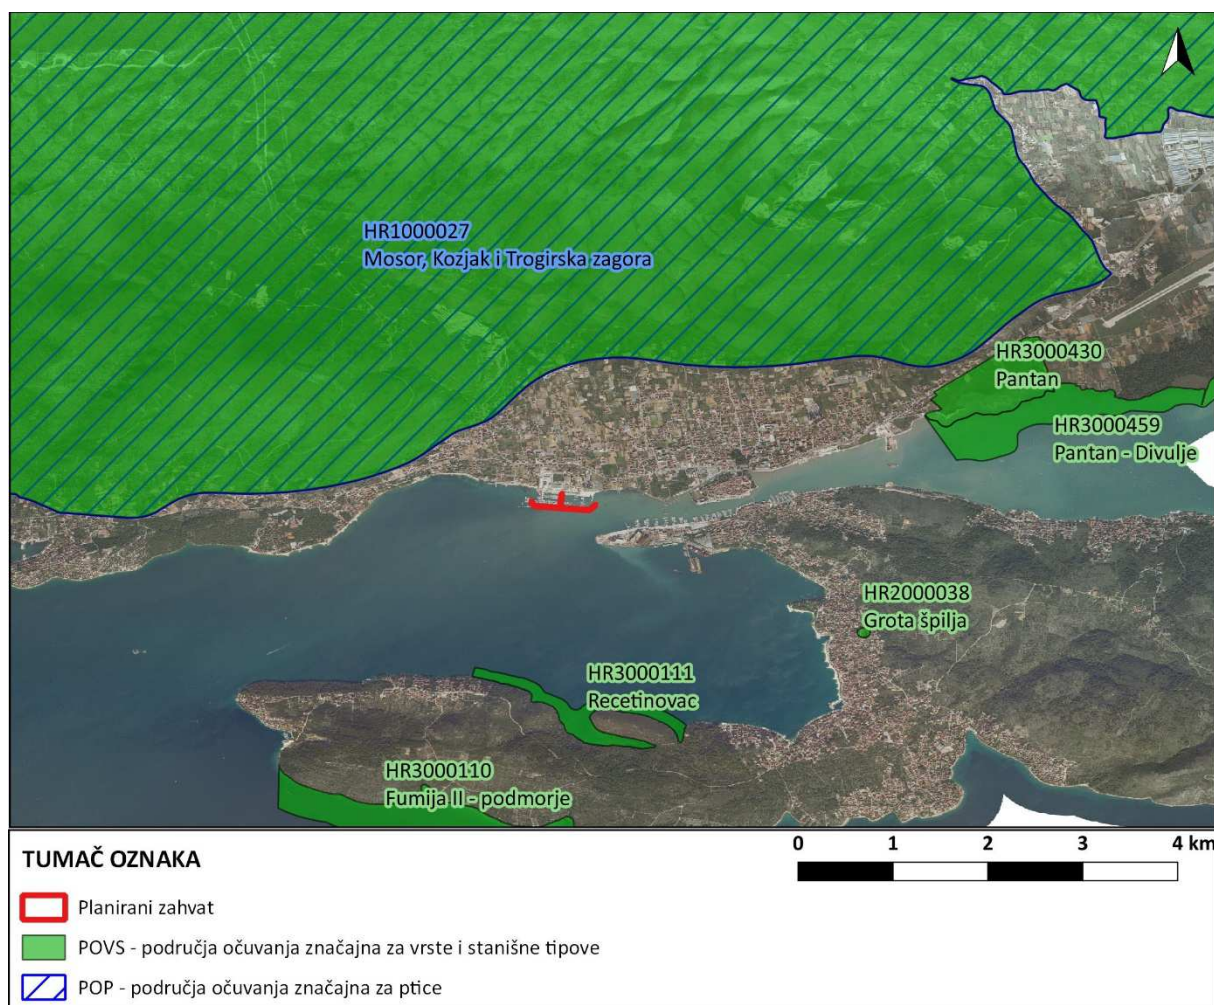 HR1000027
Mosor, Kozjak i Trogirska zagora
HR3000430
Pantan
HR3000459
Pantan - Divulje
HR2000038
Grota špilja
HR3000111
Recetinovac
HR3000110
Fumija II - podmorje
0 1 2 3 4 km
TUMAČ OZNAKA
Planirani zahvat
POVS - područja očuvanja značajna za vrste i stanišne tipove
POP - područja očuvanja značajna za ptice